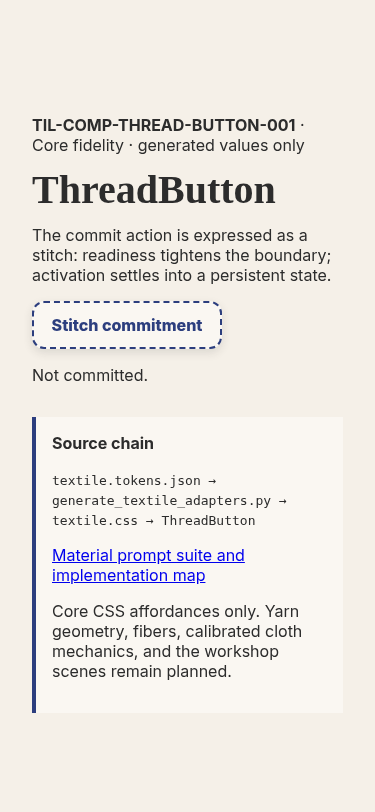 TIL-COMP-THREAD-BUTTON-001 ·
Core fidelity · generated values only
ThreadButton
The commit action is expressed as a
stitch: readiness tightens the boundary;
activation settles into a persistent state.
Stitch commitment
Not committed.
Source chain
textile.tokens.json →
generate_textile_adapters.py →
textile.css → ThreadButton
Material prompt suite and
implementation map
Core CSS affordances only. Yarn
geometry, fibers, calibrated cloth
mechanics, and the workshop
scenes remain planned.